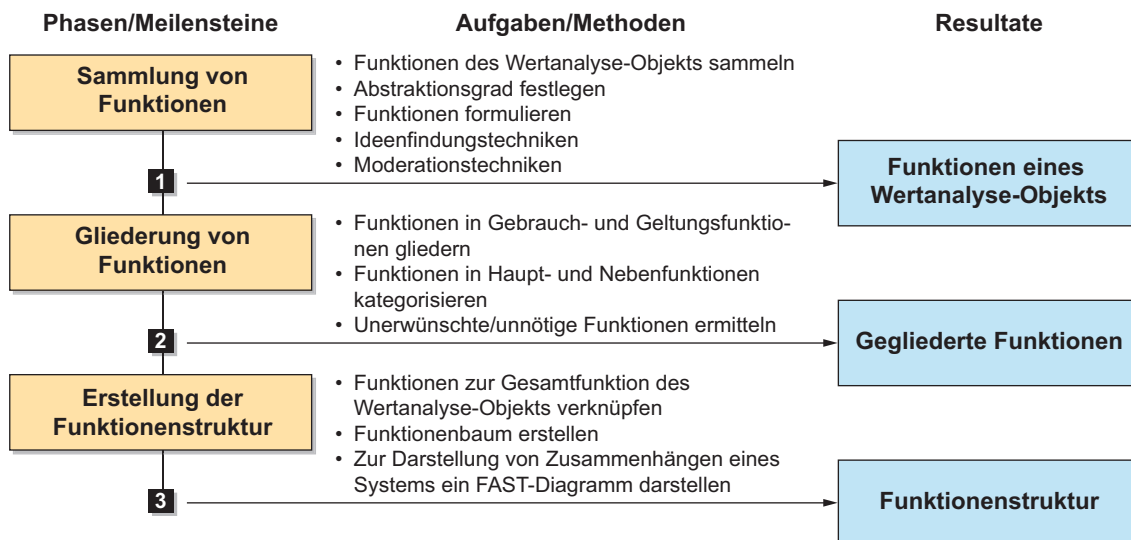 Phasen/Meilensteine
Aufgaben/Methoden
Resultate
Sammlung von
Funktionen
• Funktionen des Wertanalyse-Objekts sammeln
• Abstraktionsgrad festlegen
• Funktionen formulieren
• Ideenfindungstechniken
• Moderationstechniken
1
Funktionen eines
Wertanalyse-Objekts
Gliederung von
Funktionen
• Funktionen in Gebrauch- und Geltungsfunktio-
nen gliedern
• Funktionen in Haupt- und Nebenfunktionen
kategorisieren
• Unerwünschte/unnötige Funktionen ermitteln
2
Gegliederte Funktionen
Erstellung der
Funktionenstruktur
• Funktionen zur Gesamtfunktion des
Wertanalyse-Objekts verknüpfen
• Funktionenbaum erstellen
• Zur Darstellung von Zusammenhängen eines
Systems ein FAST-Diagramm darstellen
3
Funktionenstruktur